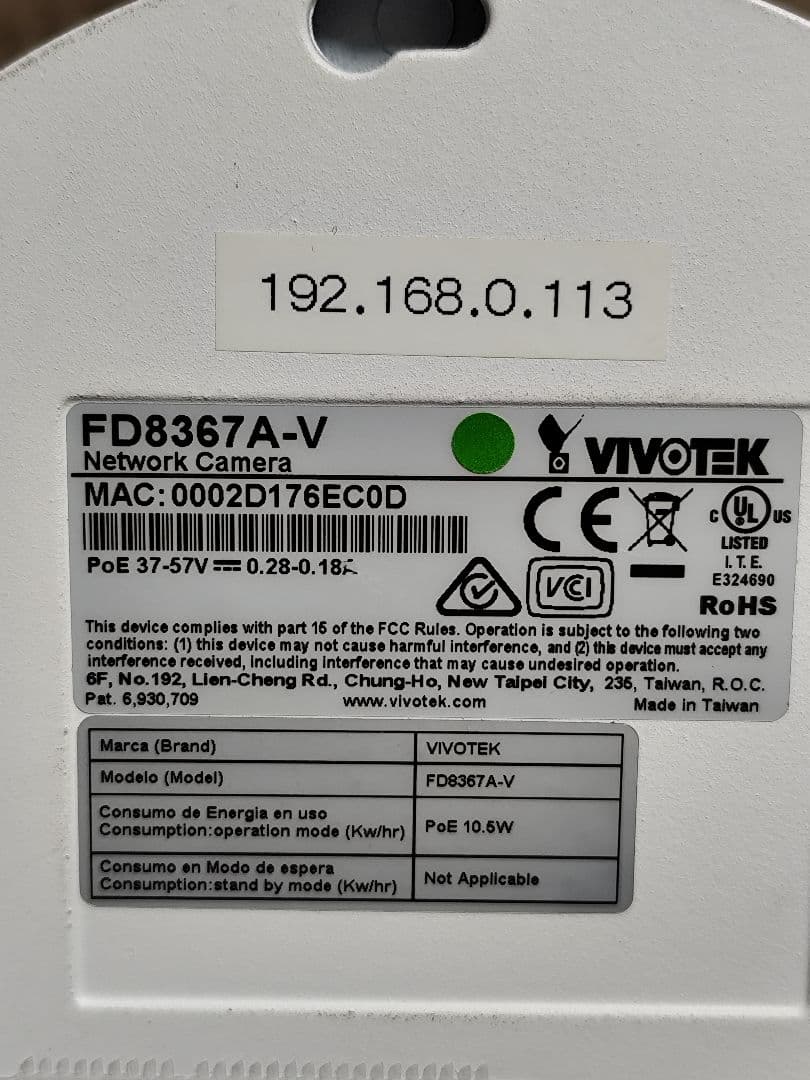 192.168.0.113
FD8367A-V
VIVOTEK
Network Camera
MAC:0002D176EC0D
PoE 37-57V⎓0.28-0.18A
CE
C UL US
LISTED
I.T.E.
E324690
VCI
RoHS
This device complies with part 15 of the FCC Rules. Operation is subject to the following two
conditions: (1) this device may not cause harmful interference, and (2) this device must accept any
interference received, including interference that may cause undesired operation.
6F, No.192, Lien-Cheng Rd., Chung-Ho, New Taipei City, 235, Taiwan, R.O.C.
Pat. 6,930,709 www.vivotek.com Made in Taiwan
Marca (Brand) VIVOTEK
Modelo (Model) FD8367A-V
Consumo de Energia en uso
Consumption:operation mode (Kw/hr) PoE 10.5W
Consumo en Modo de espera
Consumption:stand by mode (Kw/hr) Not Applicable